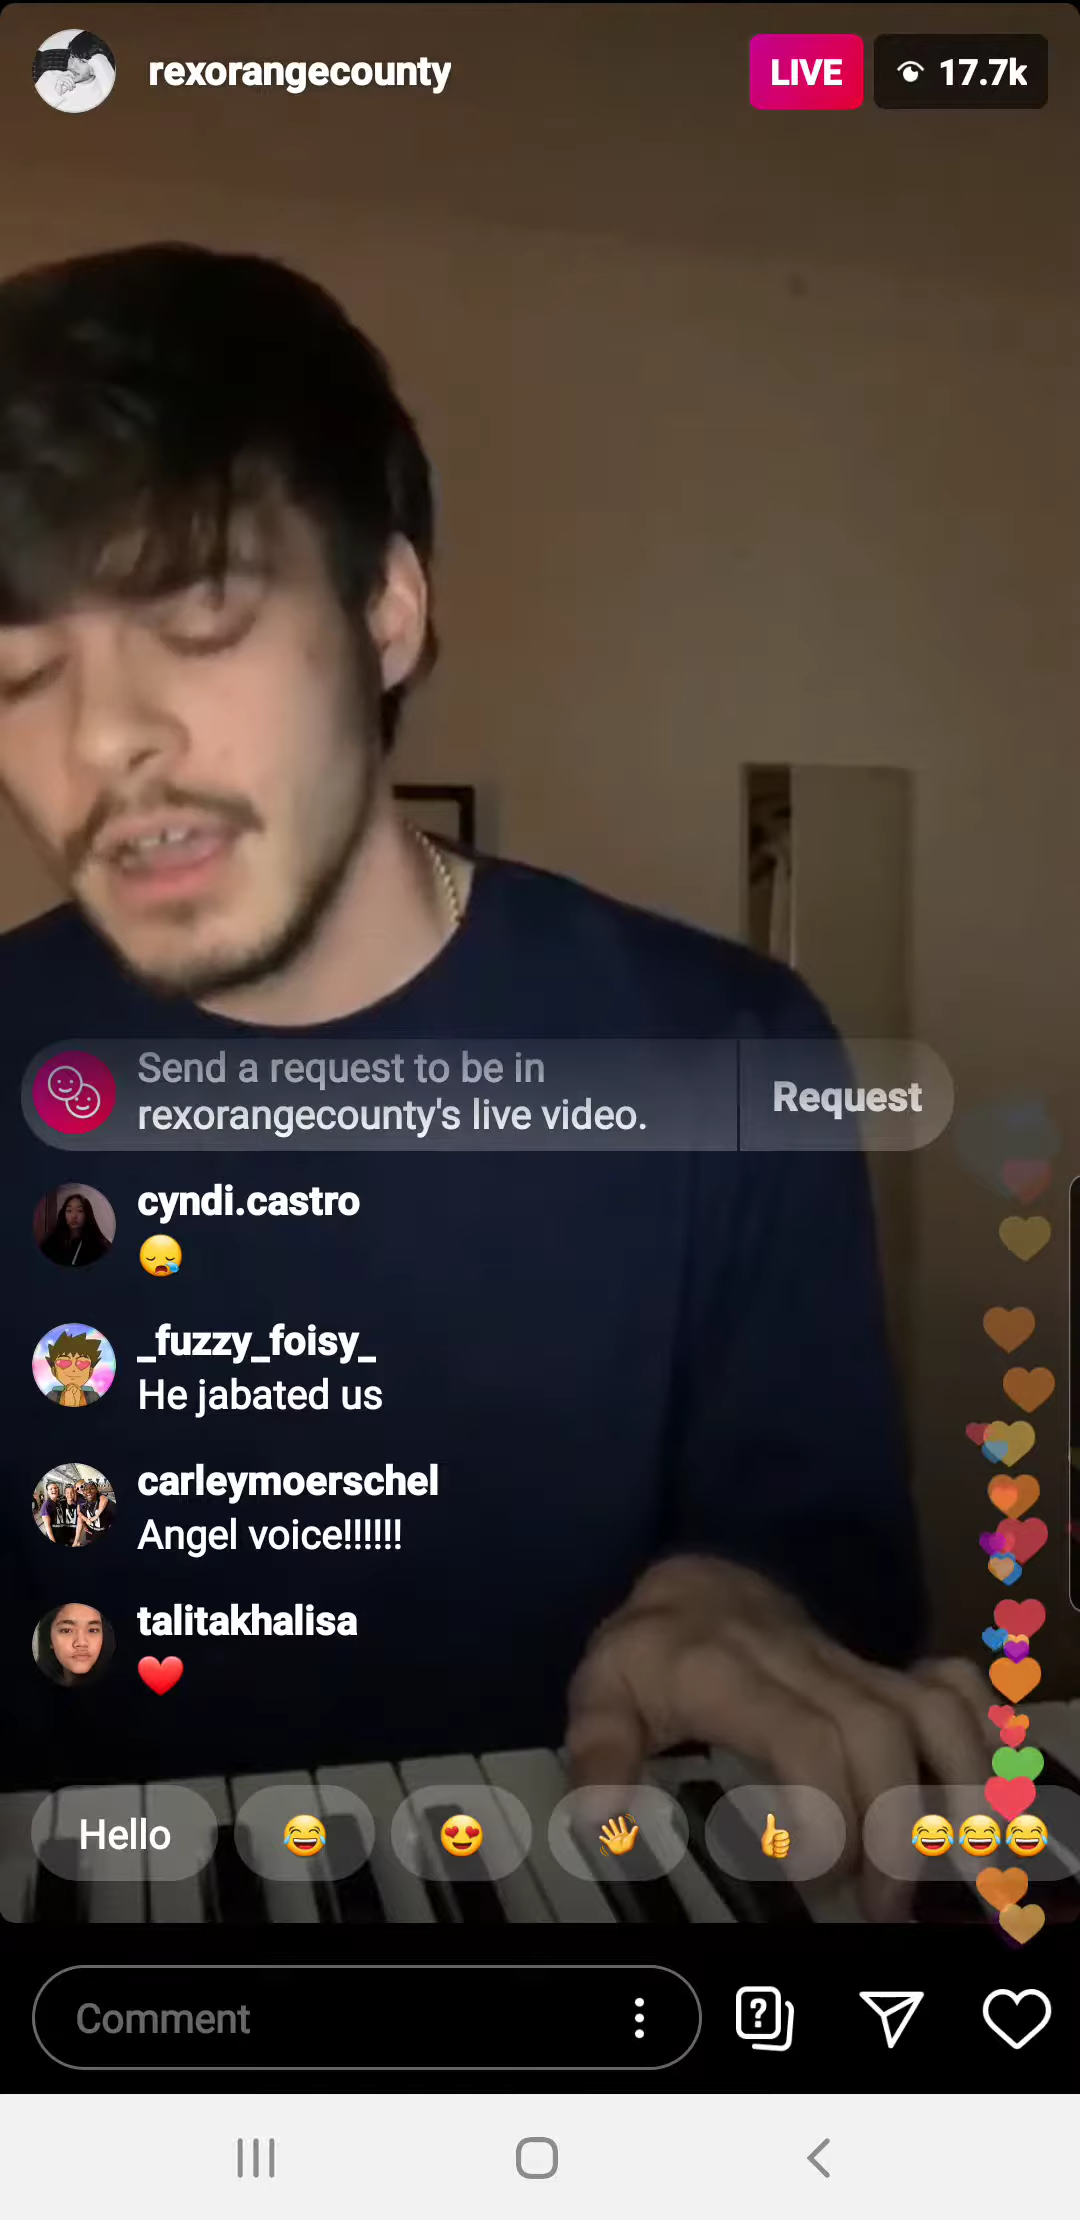 rexorangecounty
LIVE
17.7k
Send a request to be in
rexorangecounty's live video.
Request
cyndi.castro
😪
_fuzzy_foisy_
He jabated us
carleymoerschel
Angel voice!!!!!!
talitakhalisa
❤️
Hello 😂 😍 👋 👍 😂😂😂
Comment
?